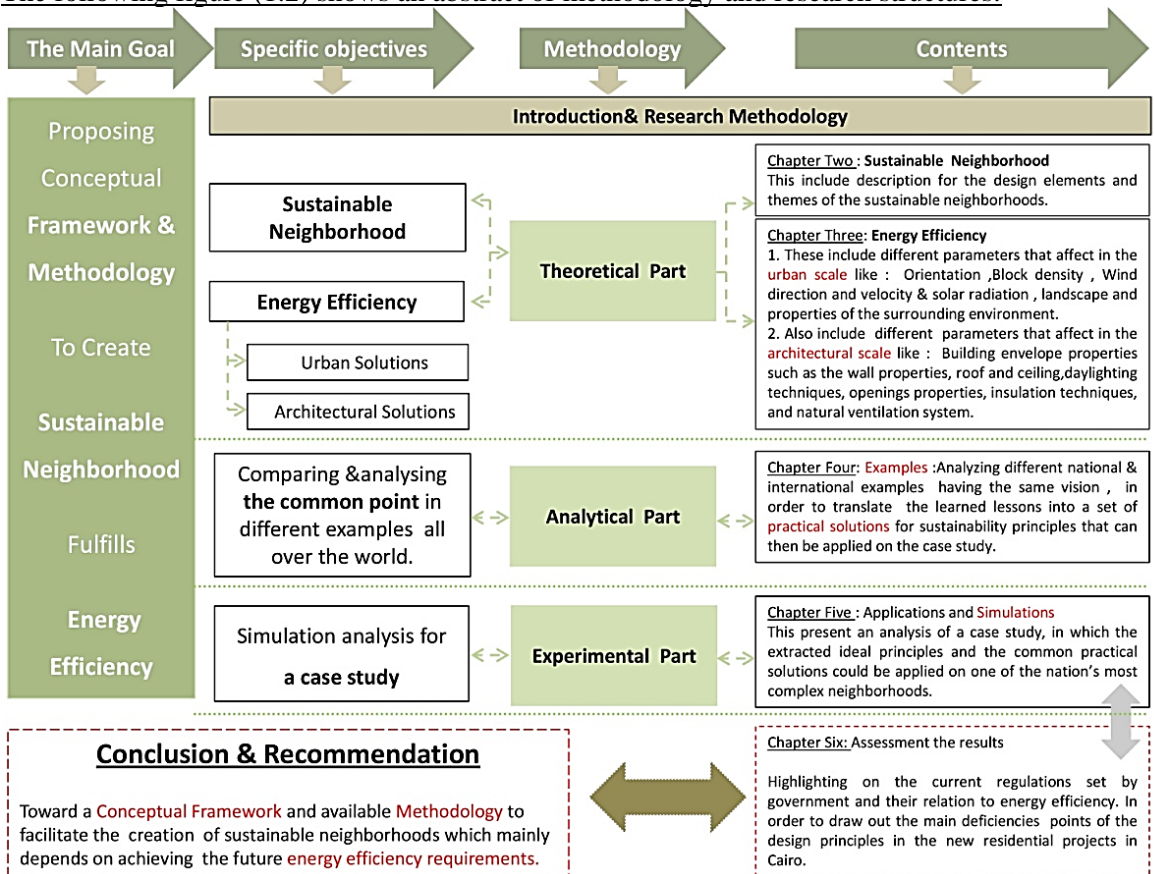 The following figure (1.2) shows an abstract of methodology and research structures.
The Main Goal
Specific objectives
Methodology
Contents
Proposing
Conceptual
Framework &
Methodology
To Create
Sustainable
Neighborhood
Fulfills
Energy
Efficiency
Introduction& Research Methodology
Sustainable
Neighborhood
Energy Efficiency
Urban Solutions
Architectural Solutions
Theoretical Part
Chapter Two : Sustainable Neighborhood
This include description for the design elements and
themes of the sustainable neighborhoods.
Chapter Three: Energy Efficiency
1. These include different parameters that affect in the
urban scale like : Orientation ,Block density , Wind
direction and velocity & solar radiation , landscape and
properties of the surrounding environment.
2. Also include different parameters that affect in the
architectural scale like : Building envelope properties
such as the wall properties, roof and ceiling,daylighting
techniques, openings properties, insulation techniques,
and natural ventilation system.
Comparing &analysing
the common point in
different examples all
over the world.
Analytical Part
Chapter Four: Examples :Analyzing different national &
international examples having the same vision , in
order to translate the learned lessons into a set of
practical solutions for sustainability principles that can
then be applied on the case study.
Simulation analysis for
a case study
Experimental Part
Chapter Five : Applications and Simulations
This present an analysis of a case study, in which the
extracted ideal principles and the common practical
solutions could be applied on one of the nation's most
complex neighborhoods.
Conclusion & Recommendation
Toward a Conceptual Framework and available Methodology to
facilitate the creation of sustainable neighborhoods which mainly
depends on achieving the future energy efficiency requirements.
Chapter Six: Assessment the results
Highlighting on the current regulations set by
government and their relation to energy efficiency. In
order to draw out the main deficiencies points of the
design principles in the new residential projects in
Cairo.